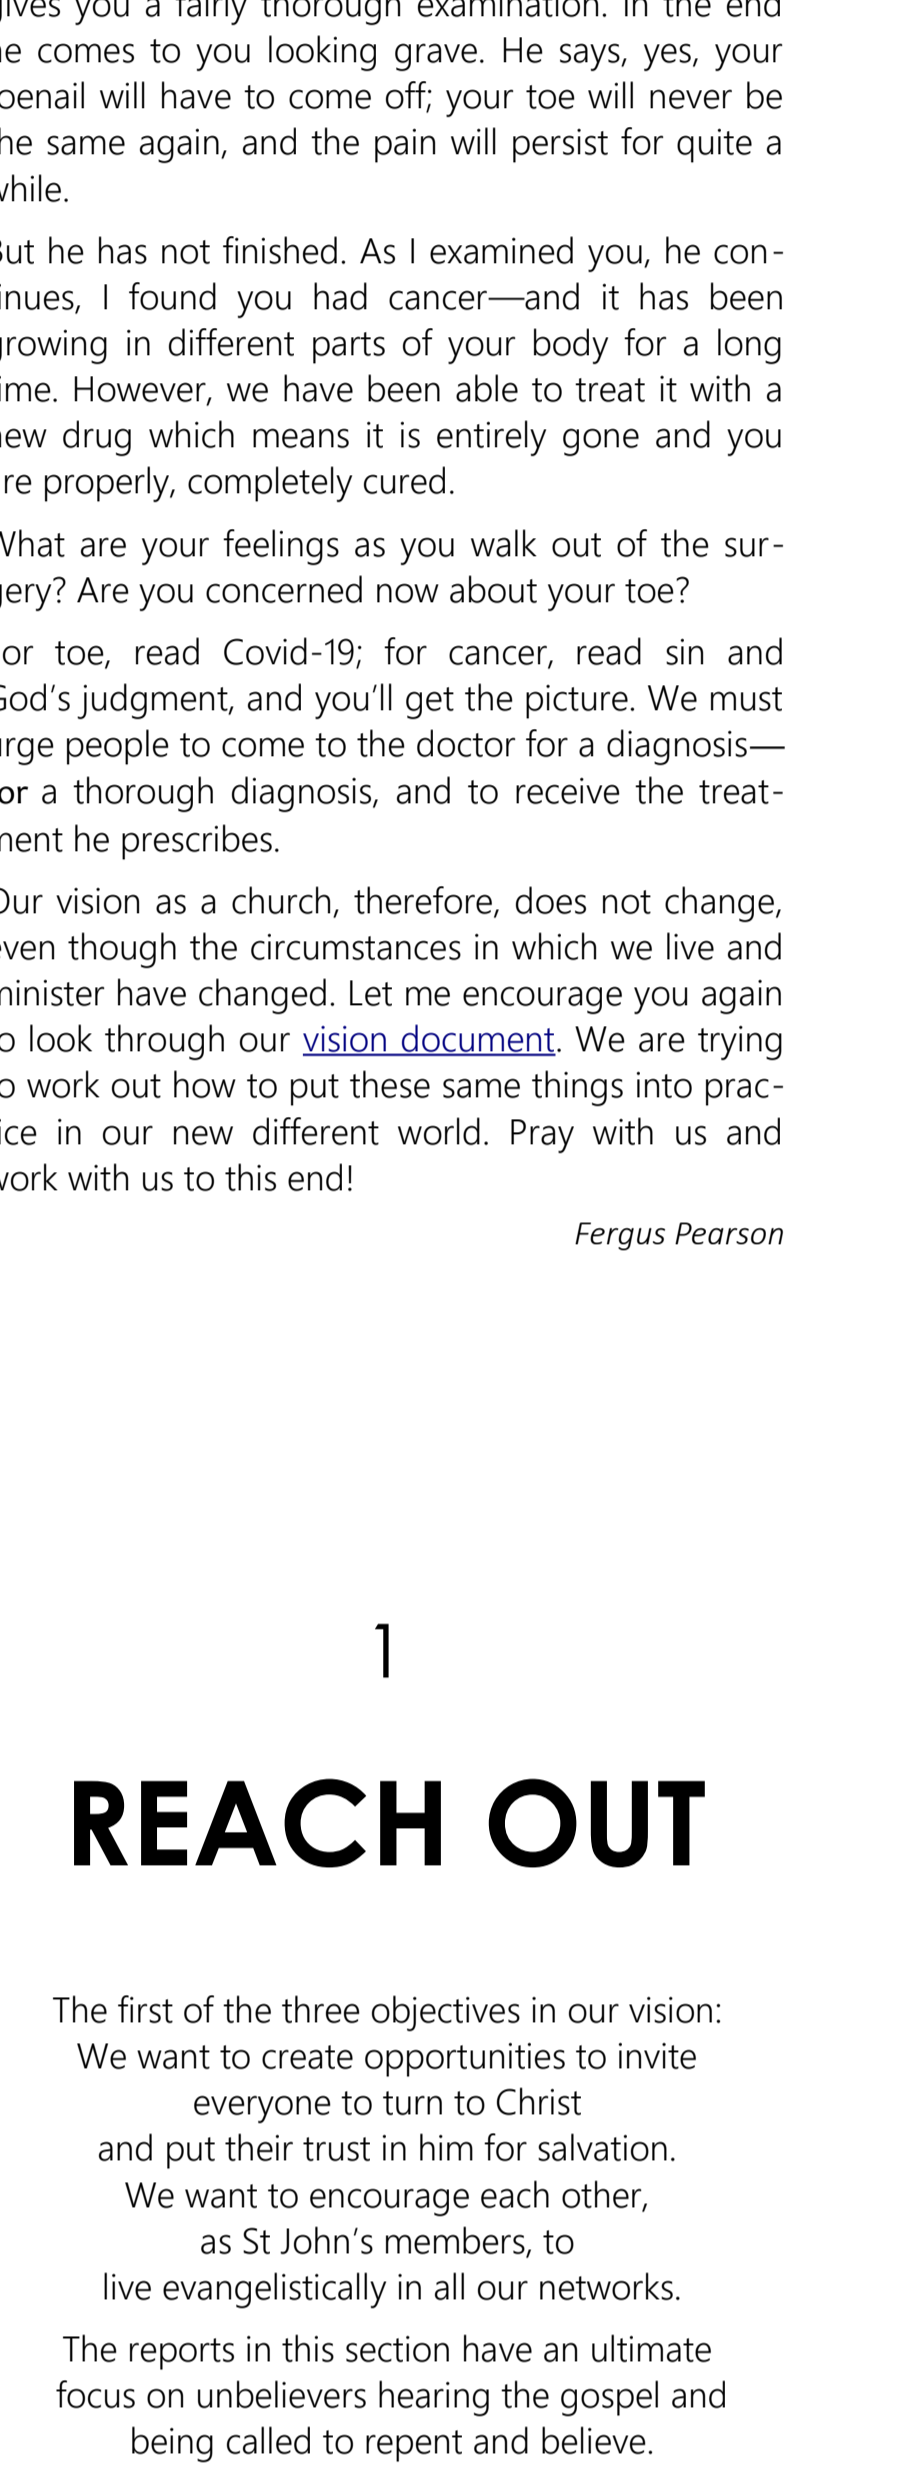 gives you a fairly thorough examination. In the end
he comes to you looking grave. He says, yes, your
oenail will have to come off; your toe will never be
he same again, and the pain will persist for quite a
while.
But he has not finished. As I examined you, he con-
inues, I found you had cancer—and it has been
growing in different parts of your body for a long
ime. However, we have been able to treat it with a
new drug which means it is entirely gone and you
re properly, completely cured.
What are your feelings as you walk out of the sur-
gery? Are you concerned now about your toe?
or toe, read Covid-19; for cancer, read sin and
God's judgment, and you'll get the picture. We must
urge people to come to the doctor for a diagnosis—
or a thorough diagnosis, and to receive the treat-
ment he prescribes.
Our vision as a church, therefore, does not change,
even though the circumstances in which we live and
minister have changed. Let me encourage you again
o look through our vision document. We are trying
o work out how to put these same things into prac-
ice in our new different world. Pray with us and
work with us to this end!
Fergus Pearson
1
REACH OUT
The first of the three objectives in our vision:
We want to create opportunities to invite
everyone to turn to Christ
and put their trust in him for salvation.
We want to encourage each other,
as St John's members, to
live evangelistically in all our networks.
The reports in this section have an ultimate
focus on unbelievers hearing the gospel and
being called to repent and believe.